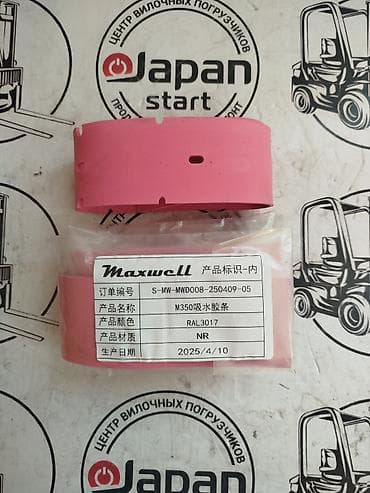 ЦЕНТР ВИЛОЧНЫХ ПОГРУЗЧИКОВ
Japan
start
Maxwell 产品标识-内
订单编号 S-MW-MWD008-250409-05
产品名称 M350吸水胶条
产品颜色 RAL3017
产品材质 NR
生产日期 2025/4/10
ЦЕНТР ВИЛОЧНЫХ ПОГРУЗЧИКОВ
Japan
start